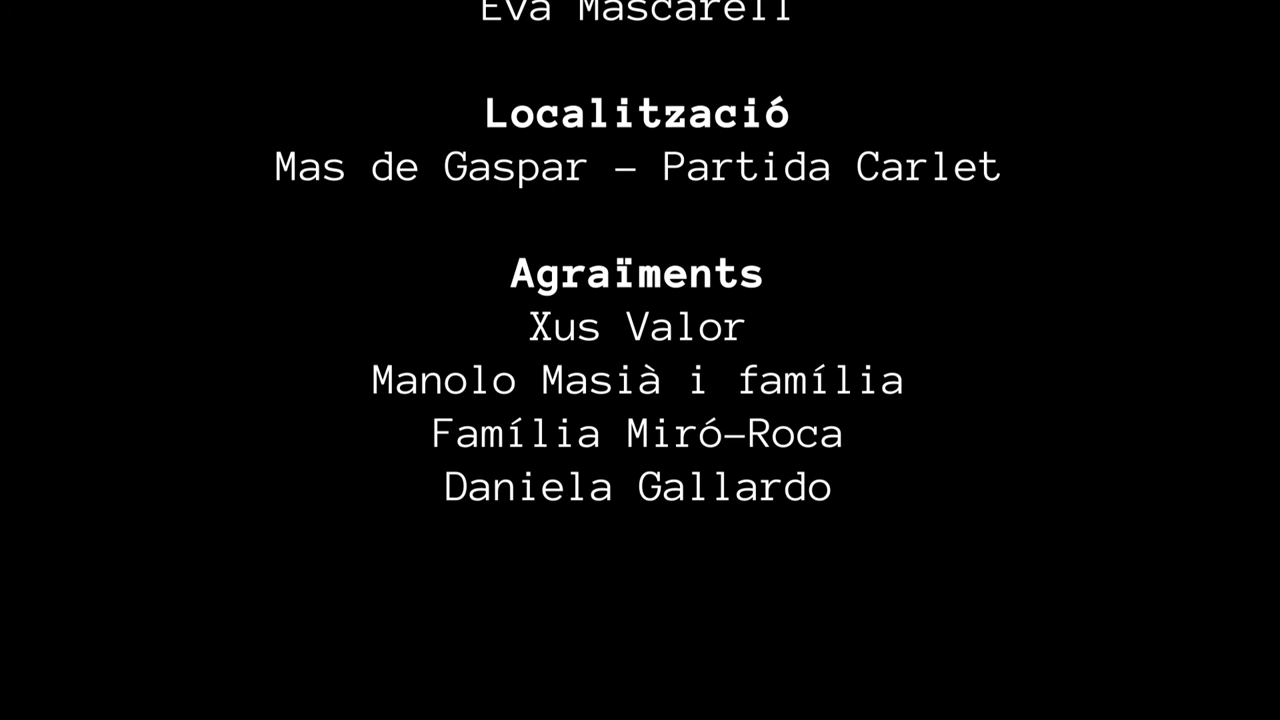 Eva Mascarell
Localització
Mas de Gaspar – Partida Carlet
Agraïments
Xus Valor
Manolo Masià i família
Família Miró-Roca
Daniela Gallardo